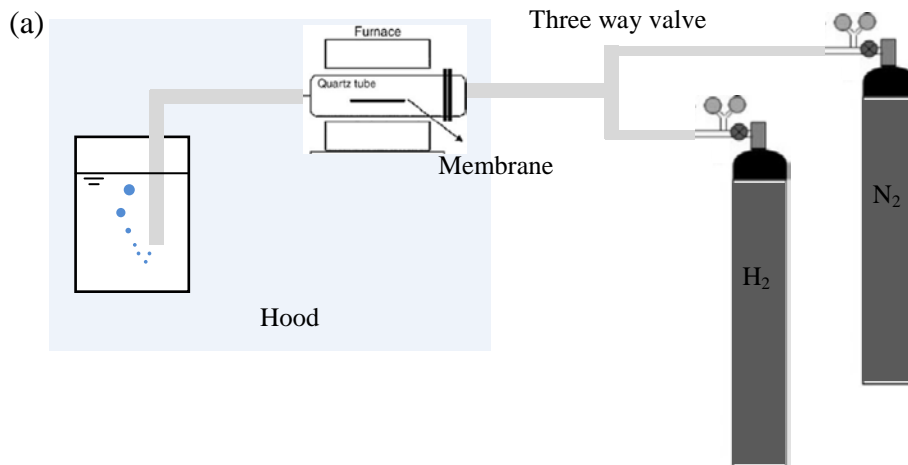 (a)
Three way valve
Furnace
Quartz tube
Membrane
N₂
H₂
Hood